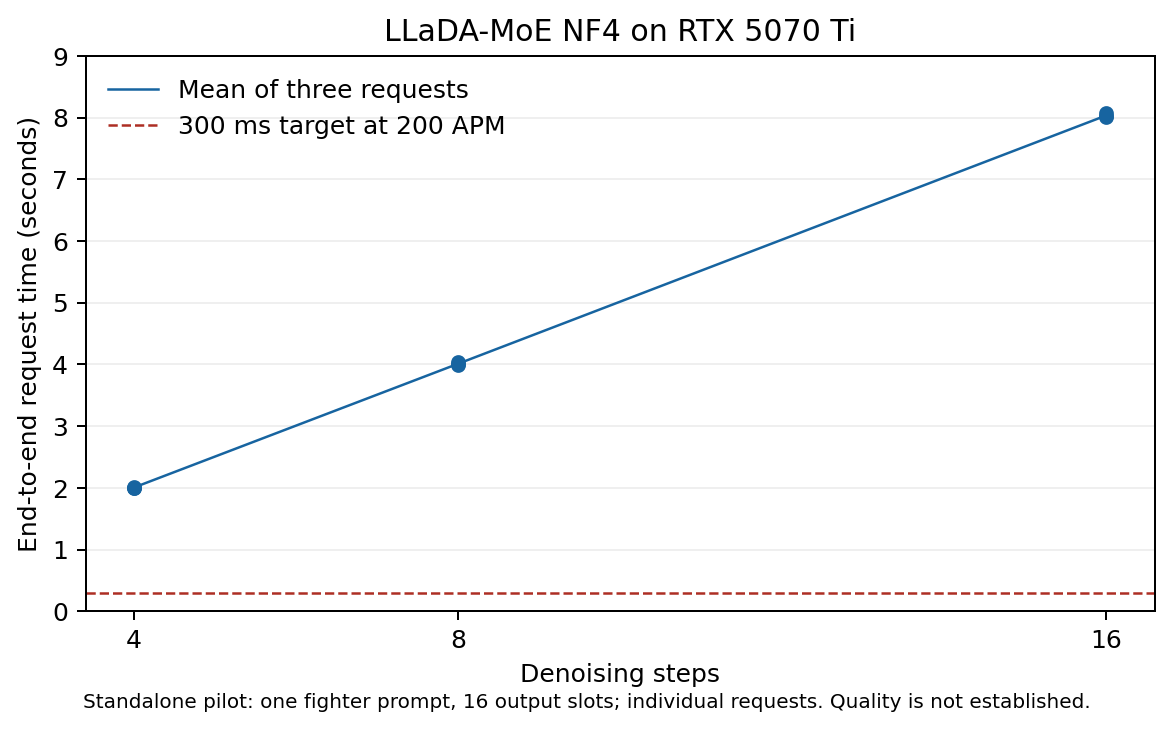 LLaDA-MoE NF4 on RTX 5070 Ti
Mean of three requests
300 ms target at 200 APM
End-to-end request time (seconds)
9
8
7
6
5
4
3
2
1
0
4
8
16
Denoising steps
Standalone pilot: one fighter prompt, 16 output slots; individual requests. Quality is not established.